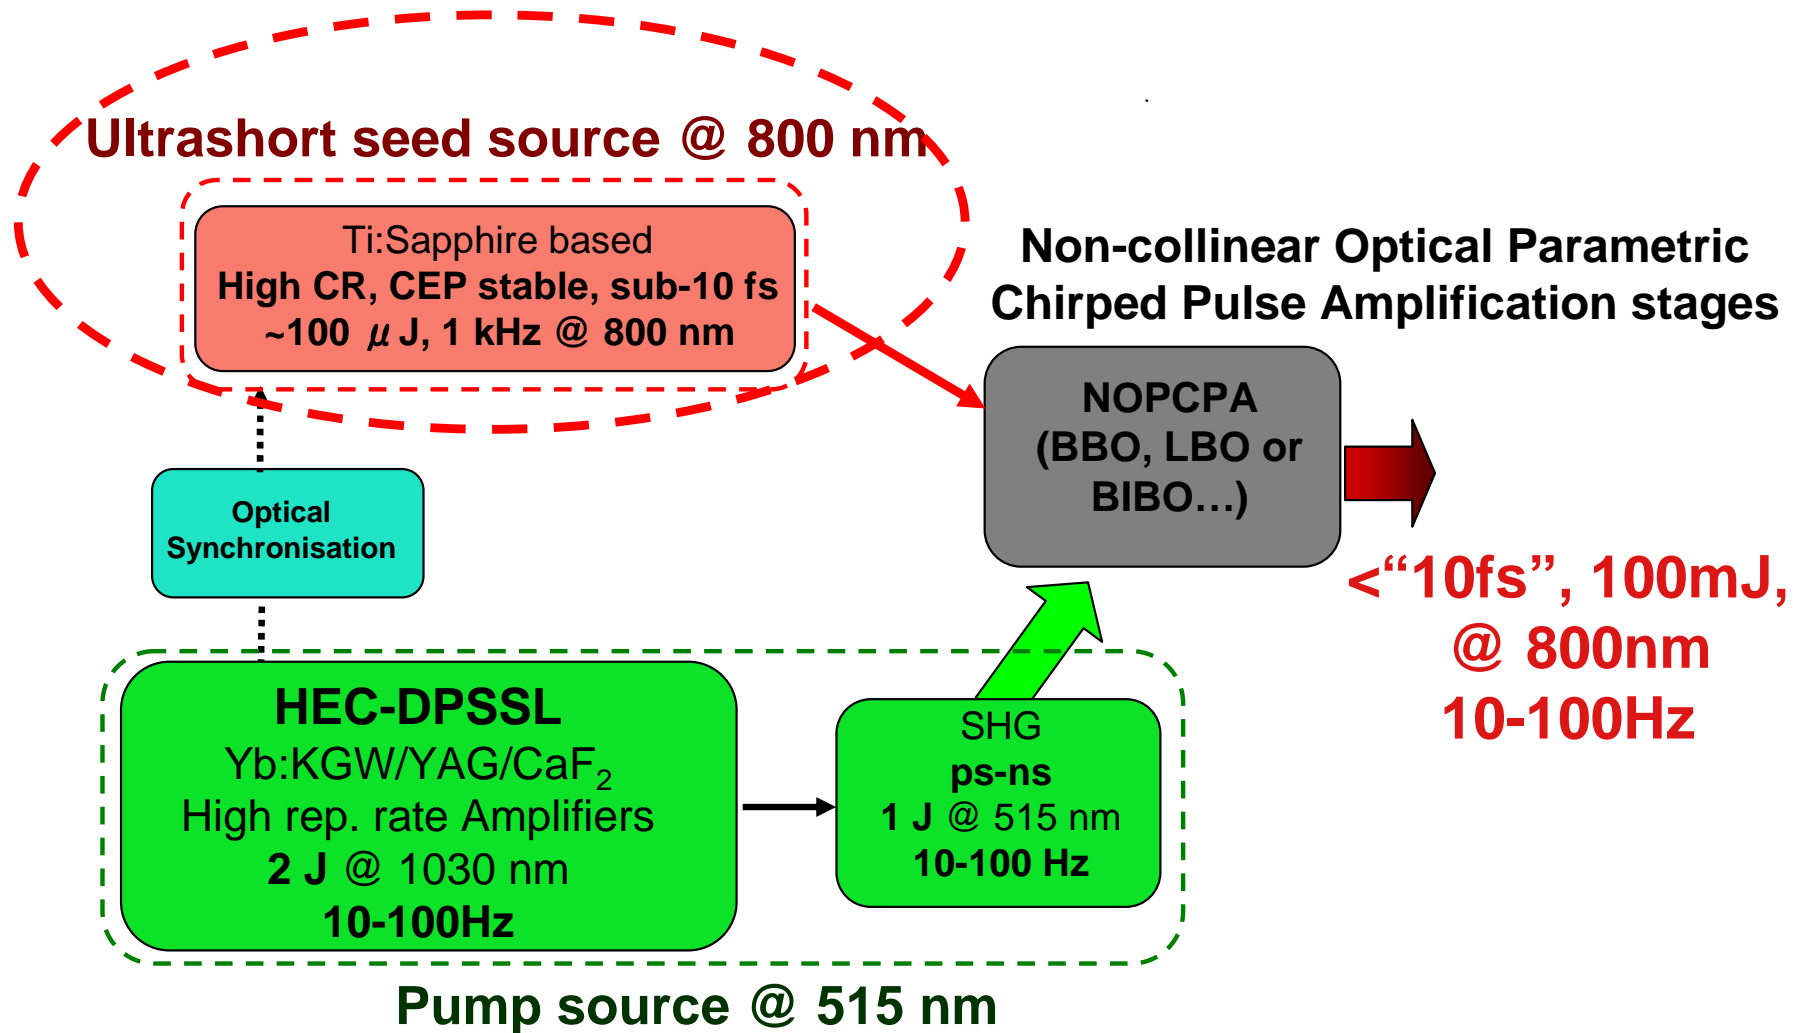 Ultrashort seed source @ 800 nm
Ti:Sapphire based
High CR, CEP stable, sub-10 fs
~100 μJ, 1 kHz @ 800 nm
Non-collinear Optical Parametric
Chirped Pulse Amplification stages
NOPCPA
(BBO, LBO or
BIBO…)
Optical
Synchronisation
<“10fs”, 100mJ,
@ 800nm
10-100Hz
HEC-DPSSL
Yb:KGW/YAG/CaF₂
High rep. rate Amplifiers
2 J @ 1030 nm
10-100Hz
SHG
ps-ns
1 J @ 515 nm
10-100 Hz
Pump source @ 515 nm